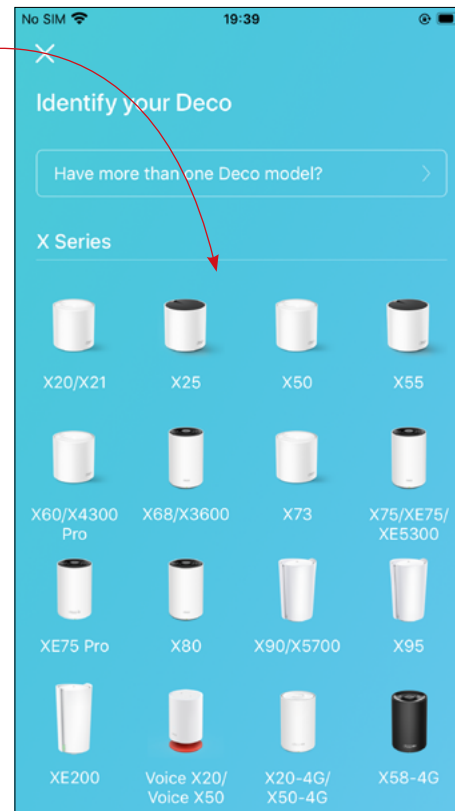 No SIM 19:39
Identify your Deco
Have more than one Deco model?
X Series
X20/X21 X25 X50 X55
X60/X4300 Pro X68/X3600 X73 X75/XE75/ XE5300
XE75 Pro X80 X90/X5700 X95
XE200 Voice X20/ Voice X50 X20-4G/ X50-4G X58-4G